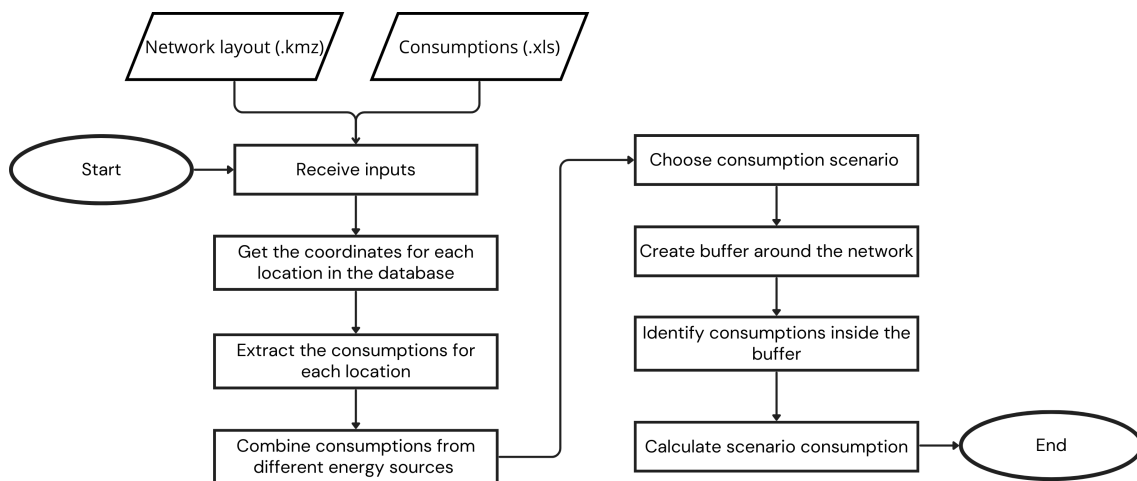 Network layout (.kmz)
Consumptions (.xls)
Start
Receive inputs
Get the coordinates for each
location in the database
Extract the consumptions for
each location
Combine consumptions from
different energy sources
Choose consumption scenario
Create buffer around the network
Identify consumptions inside the
buffer
Calculate scenario consumption
End